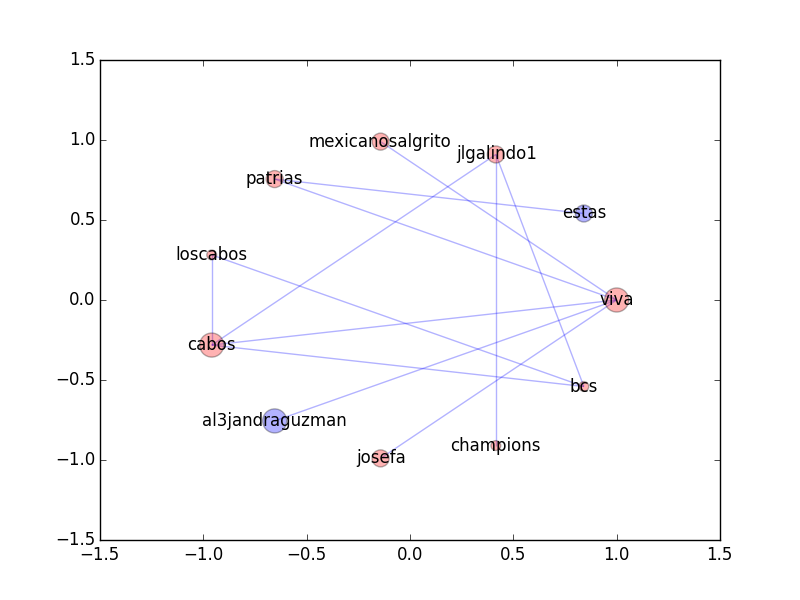 1.5
1.0
0.5
0.0
−0.5
−1.0
−1.5
mexicanosalgrito
jlgalindo1
patrias
estas
loscabos
viva
cabos
bcs
al3jandraguzman
champions
josefa
−1.5 −1.0 −0.5 0.0 0.5 1.0 1.5